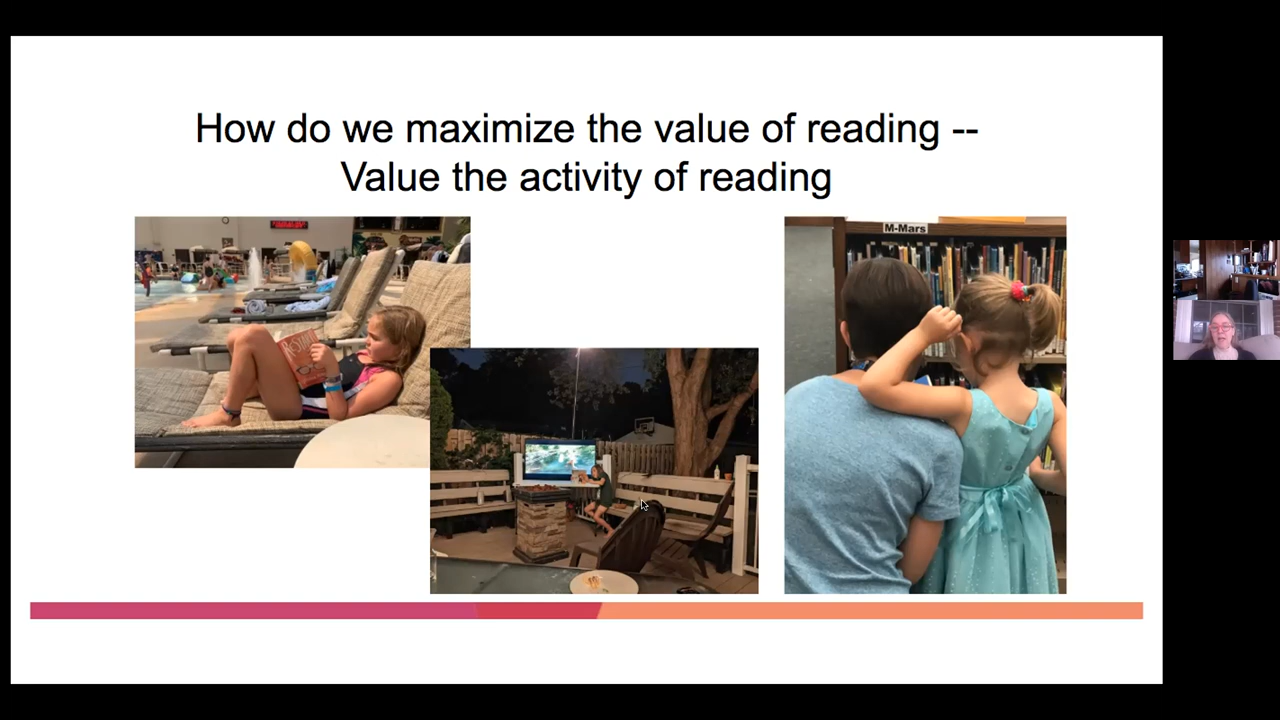 How do we maximize the value of reading --
Value the activity of reading
M-Mars